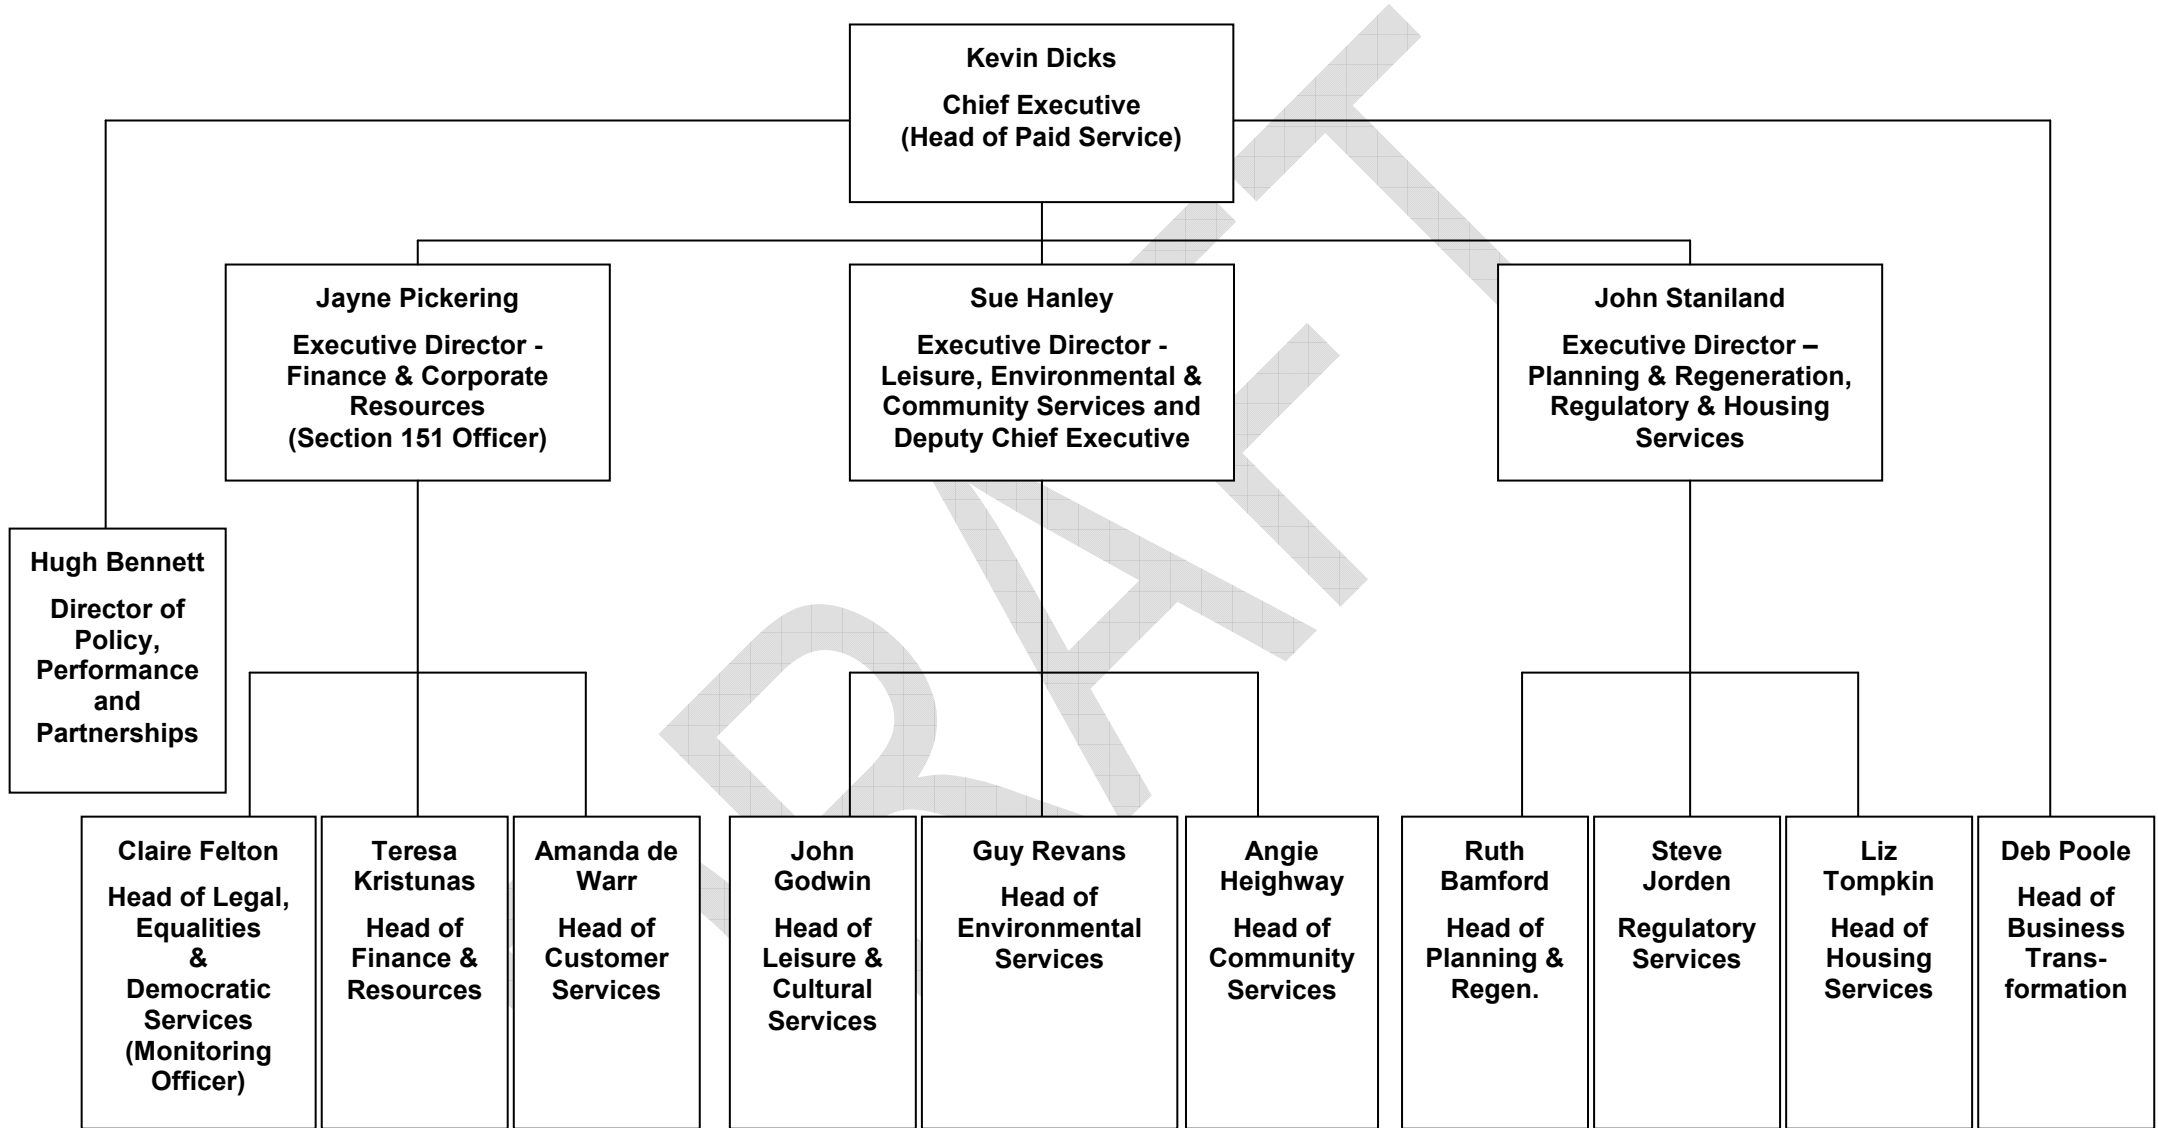 Kevin Dicks
Chief Executive
(Head of Paid Service)
Jayne Pickering
Executive Director -
Finance & Corporate
Resources
(Section 151 Officer)
Sue Hanley
Executive Director -
Leisure, Environmental &
Community Services and
Deputy Chief Executive
John Staniland
Executive Director –
Planning & Regeneration,
Regulatory & Housing
Services
Hugh Bennett
Director of
Policy,
Performance
and
Partnerships
Claire Felton
Head of Legal,
Equalities
&
Democratic
Services
(Monitoring
Officer)
Teresa
Kristunas
Head of
Finance &
Resources
Amanda de
Warr
Head of
Customer
Services
John
Godwin
Head of
Leisure &
Cultural
Services
Guy Revans
Head of
Environmental
Services
Angie
Heighway
Head of
Community
Services
Ruth
Bamford
Head of
Planning &
Regen.
Steve
Jorden
Regulatory
Services
Liz
Tompkin
Head of
Housing
Services
Deb Poole
Head of
Business
Trans-
formation
DRAFT